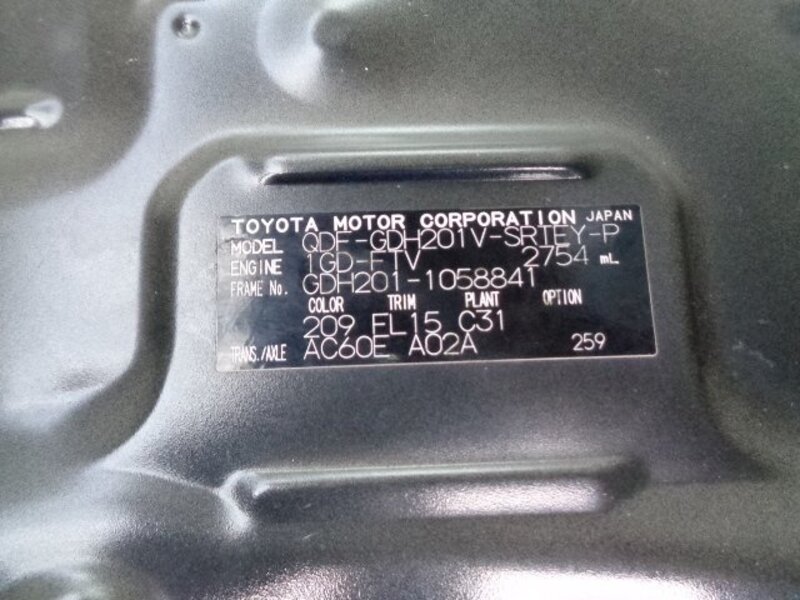 TOYOTA MOTOR CORPORATION JAPAN
MODEL QDF-GDH201V-SRIEY-P
ENGINE 1GD-FTV 2754 mL
FRAME No. GDH201-1058841
COLOR TRIM PLANT OPTION
209 EL15 C31
TRANS./AXLE AC60E A02A 259